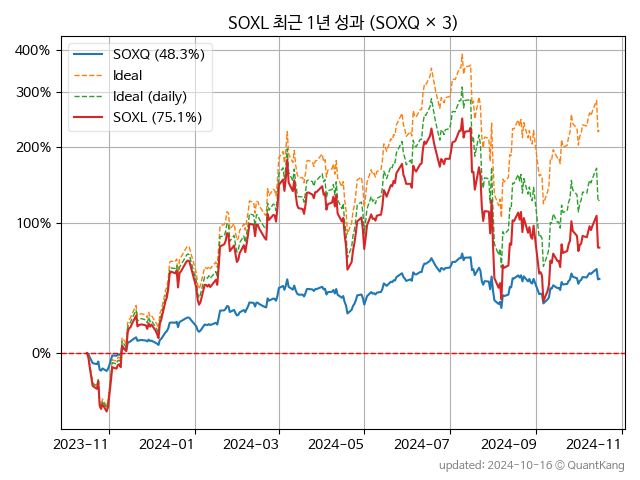 SOXL 최근 1년 성과 (SOXQ × 3)
SOXQ (48.3%)
Ideal
Ideal (daily)
SOXL (75.1%)
400%
300%
200%
100%
0%
2023-11 2024-01 2024-03 2024-05 2024-07 2024-09 2024-11
updated: 2024-10-16 © QuantKang